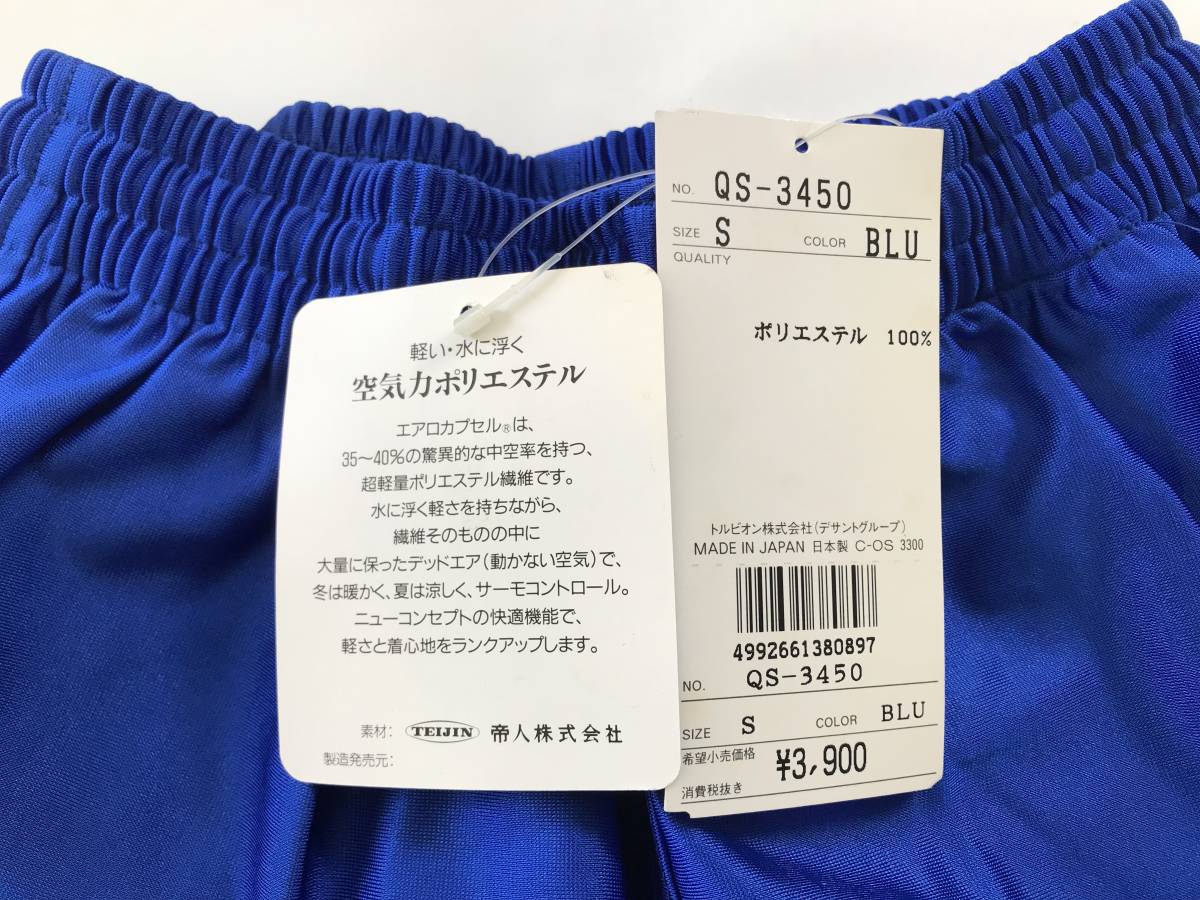 軽い・水に浮く
空気力ポリエステル
エアロカプセル®は、
35〜40%の驚異的な中空率を持つ、
超軽量ポリエステル繊維です。
水に浮く軽さを持ちながら、
繊維そのものの中に
大量に保ったデッドエア(動かない空気)で、
冬は暖かく、夏は涼しく、サーモコントロール。
ニューコンセプトの快適機能で、
軽さと着心地をランクアップします。
素材: TEIJIN 帝人株式会社
製造発売元:
NO. QS-3450
SIZE S COLOR BLU
QUALITY
ポリエステル 100%
トルビオン株式会社(デサントグループ)
MADE IN JAPAN 日本製 C-OS 3300
4992661380897
NO. QS-3450
SIZE S COLOR BLU
希望小売価格 ¥3,900
消費税抜き